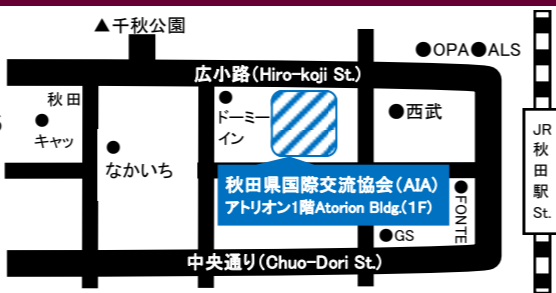 ▲千秋公園
●OPA●ALS
広小路(Hiro-koji St.)
秋田
キャッ
ドーミー
イン
●西武
なかいち
JR
秋
田
駅
St.
秋田県国際交流協会(AIA)
アトリオン1階Atorion Bldg.(1F)
●FONTE
●GS
中央通り(Chuo-Dori St.)